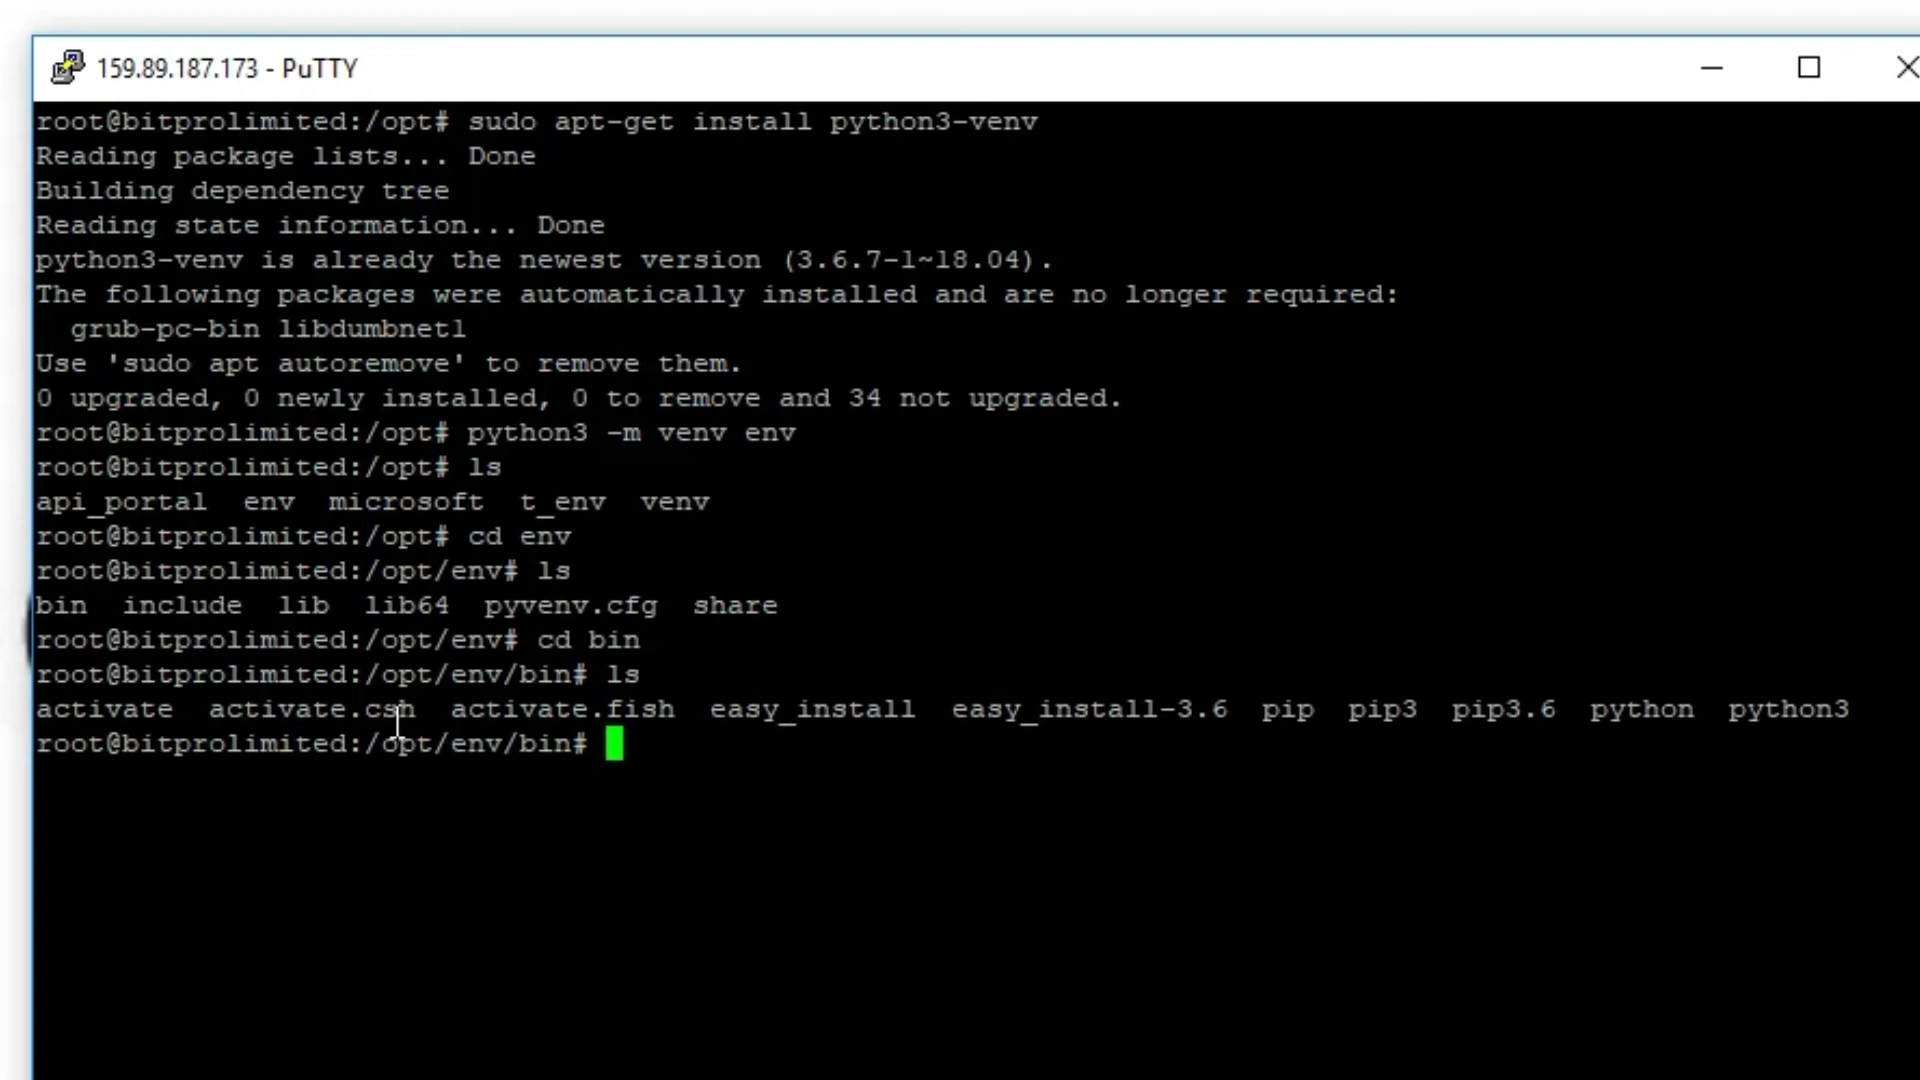 159.89.187.173 - PuTTY
root@bitprolimited:/opt# sudo apt-get install python3-venv
Reading package lists... Done
Building dependency tree
Reading state information... Done
python3-venv is already the newest version (3.6.7-1~18.04).
The following packages were automatically installed and are no longer required:
  grub-pc-bin libdumbnet1
Use 'sudo apt autoremove' to remove them.
0 upgraded, 0 newly installed, 0 to remove and 34 not upgraded.
root@bitprolimited:/opt# python3 -m venv env
root@bitprolimited:/opt# ls
api_portal  env  microsoft  t_env  venv
root@bitprolimited:/opt# cd env
root@bitprolimited:/opt/env# ls
bin  include  lib  lib64  pyvenv.cfg  share
root@bitprolimited:/opt/env# cd bin
root@bitprolimited:/opt/env/bin# ls
activate  activate.csh  activate.fish  easy_install  easy_install-3.6  pip  pip3  pip3.6  python  python3
root@bitprolimited:/opt/env/bin#